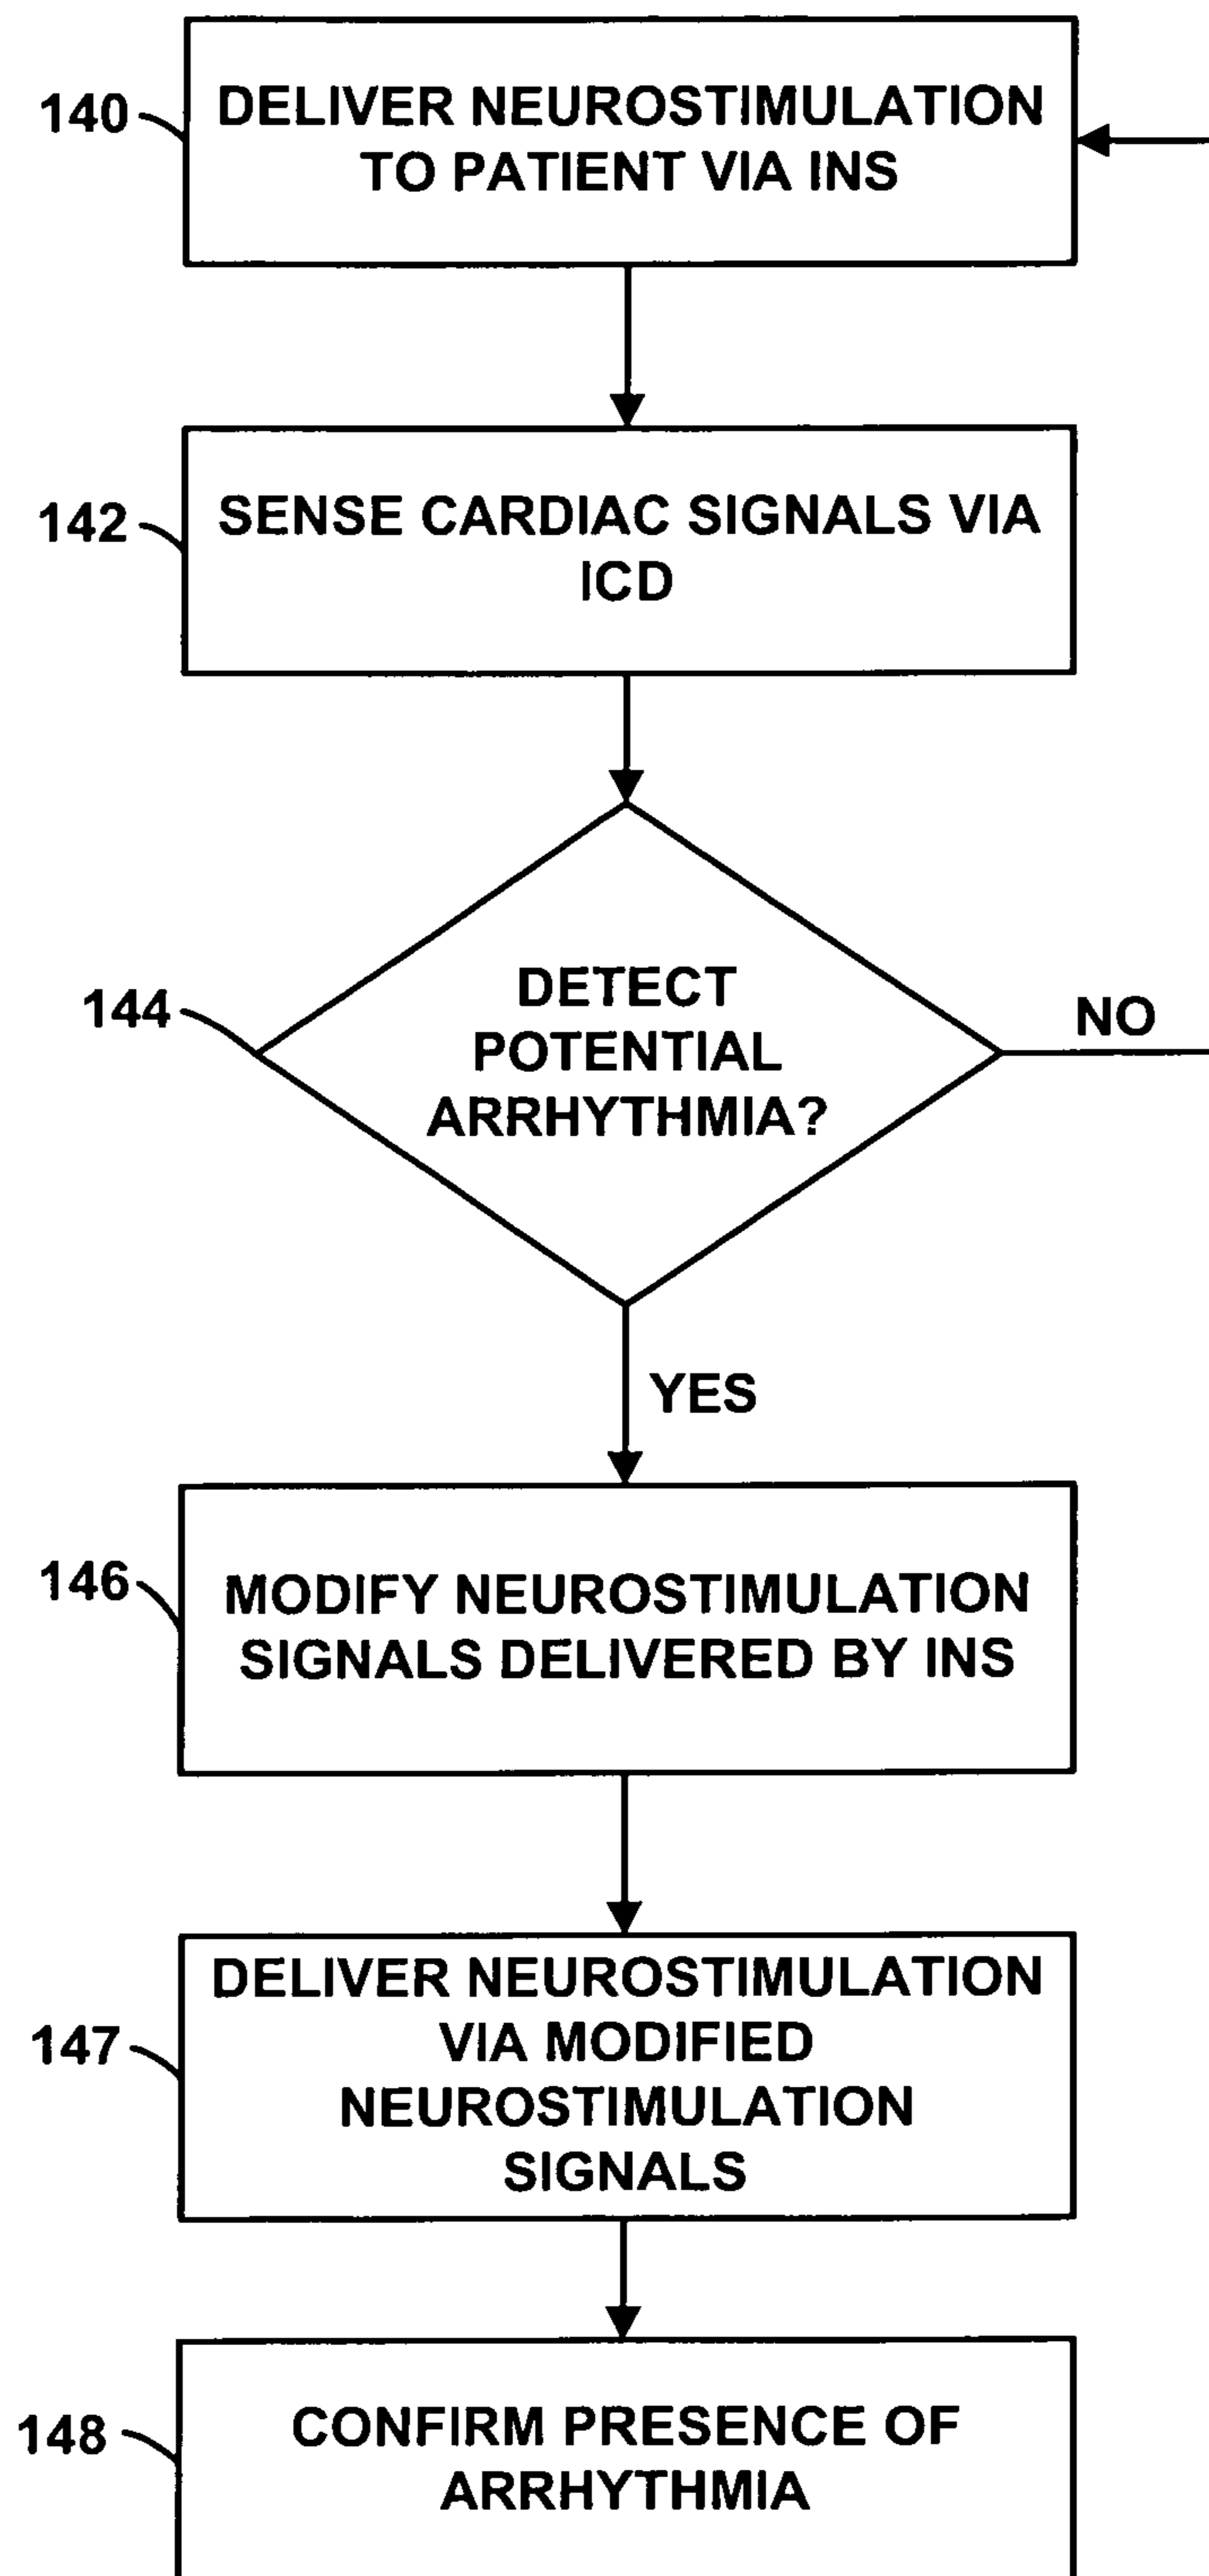 140
DELIVER NEUROSTIMULATION
TO PATIENT VIA INS
142
SENSE CARDIAC SIGNALS VIA
ICD
144
DETECT
POTENTIAL
ARRHYTHMIA?
NO
YES
146
MODIFY NEUROSTIMULATION
SIGNALS DELIVERED BY INS
147
DELIVER NEUROSTIMULATION
VIA MODIFIED
NEUROSTIMULATION
SIGNALS
148
CONFIRM PRESENCE OF
ARRHYTHMIA